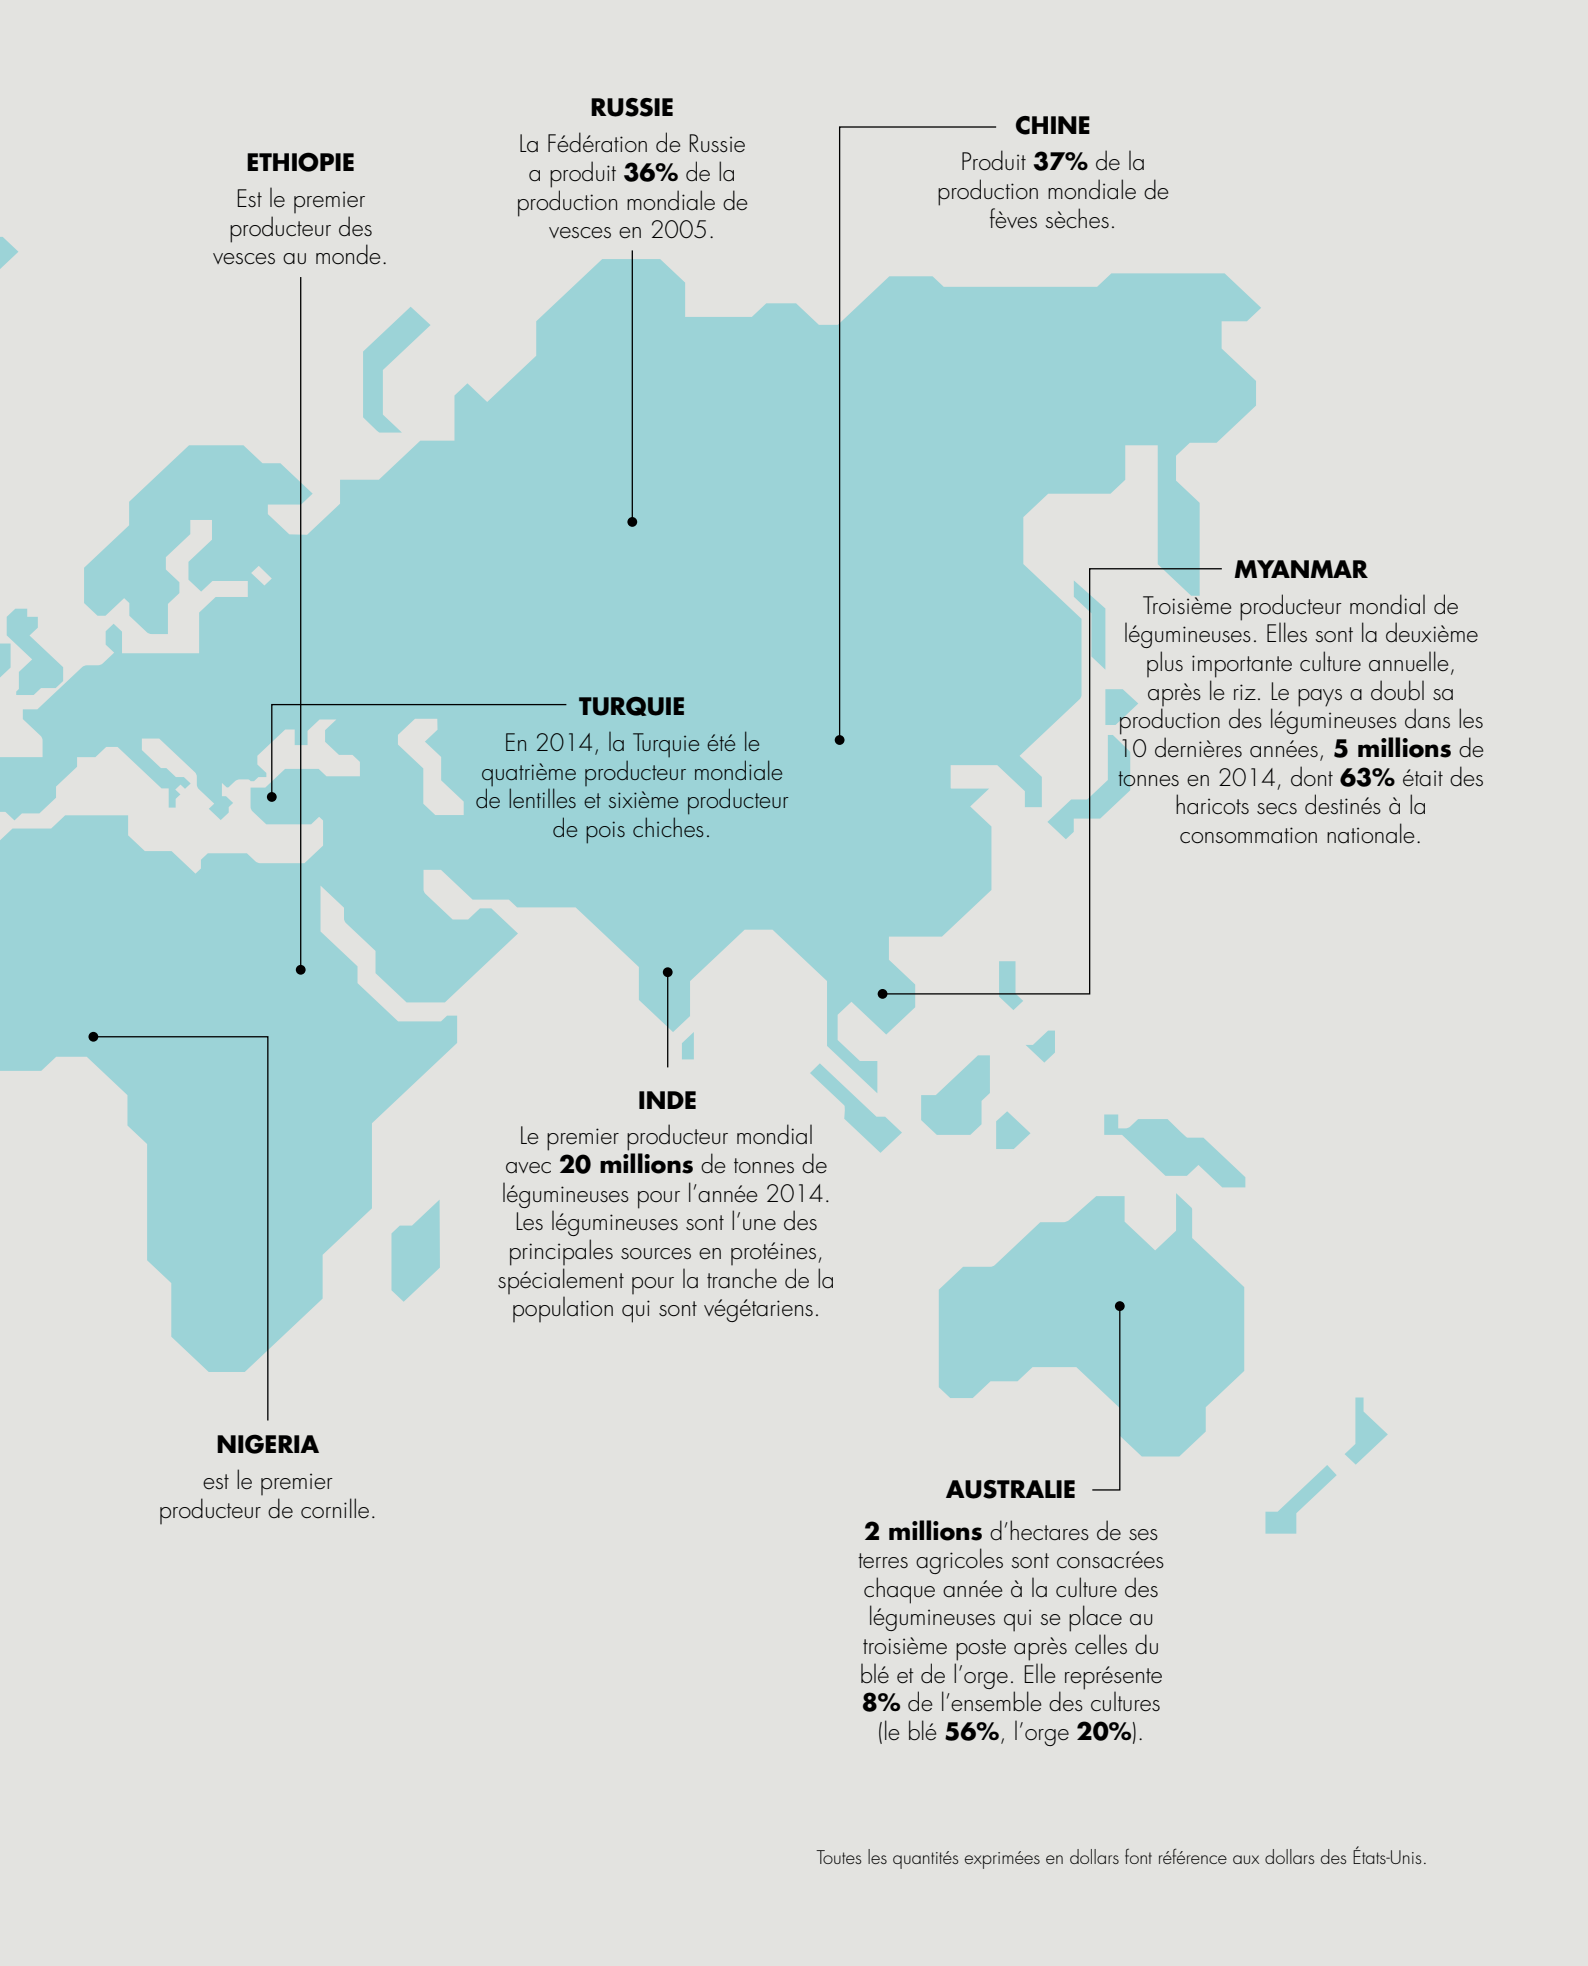 RUSSIE
La Fédération de Russie
a produit 36% de la
production mondiale de
vesces en 2005.
CHINE
Produit 37% de la
production mondiale de
fèves sèches.
ETHIOPIE
Est le premier
producteur des
vesces au monde.
MYANMAR
Troisième producteur mondial de
légumineuses. Elles sont la deuxième
plus importante culture annuelle,
après le riz. Le pays a doubl sa
production des légumineuses dans les
10 dernières années, 5 millions de
tonnes en 2014, dont 63% était des
haricots secs destinés à la
consommation nationale.
TURQUIE
En 2014, la Turquie été le
quatrième producteur mondiale
de lentilles et sixième producteur
de pois chiches.
INDE
Le premier producteur mondial
avec 20 millions de tonnes de
légumineuses pour l'année 2014.
Les légumineuses sont l'une des
principales sources en protéines,
spécialement pour la tranche de la
population qui sont végétariens.
NIGERIA
est le premier
producteur de cornille.
AUSTRALIE
2 millions d'hectares de ses
terres agricoles sont consacrées
chaque année à la culture des
légumineuses qui se place au
troisième poste après celles du
blé et de l'orge. Elle représente
8% de l'ensemble des cultures
(le blé 56%, l'orge 20%).
Toutes les quantités exprimées en dollars font référence aux dollars des États-Unis.